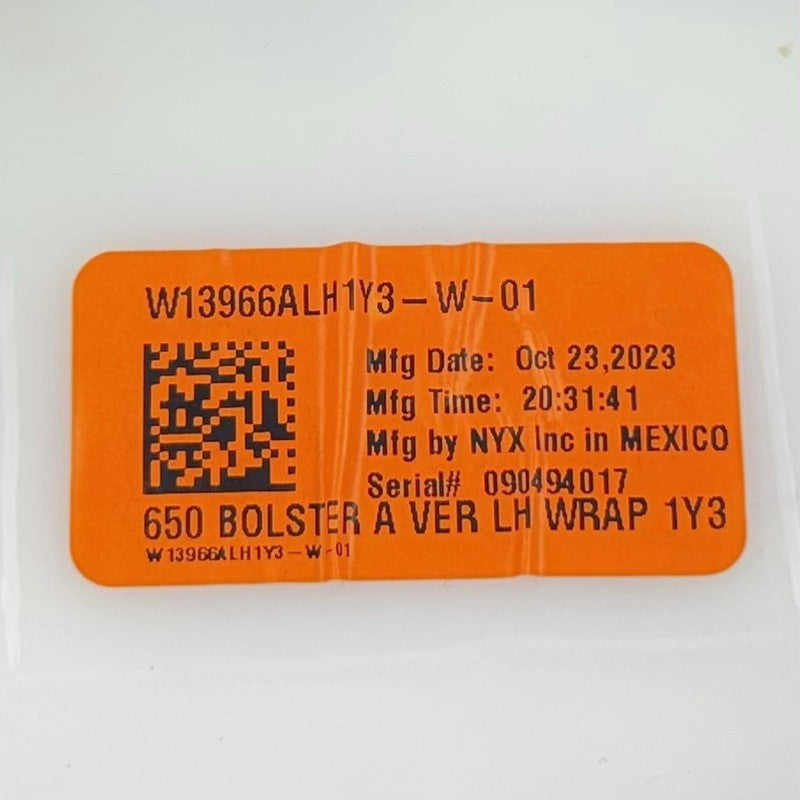 W13966ALH1Y3-W-01
Mfg Date: Oct 23,2023
Mfg Time: 20:31:41
Mfg by NYX Inc in MEXICO
Serial# 090494017
650 BOLSTER A VER LH WRAP 1Y3
W13966ALH1Y3-W-01